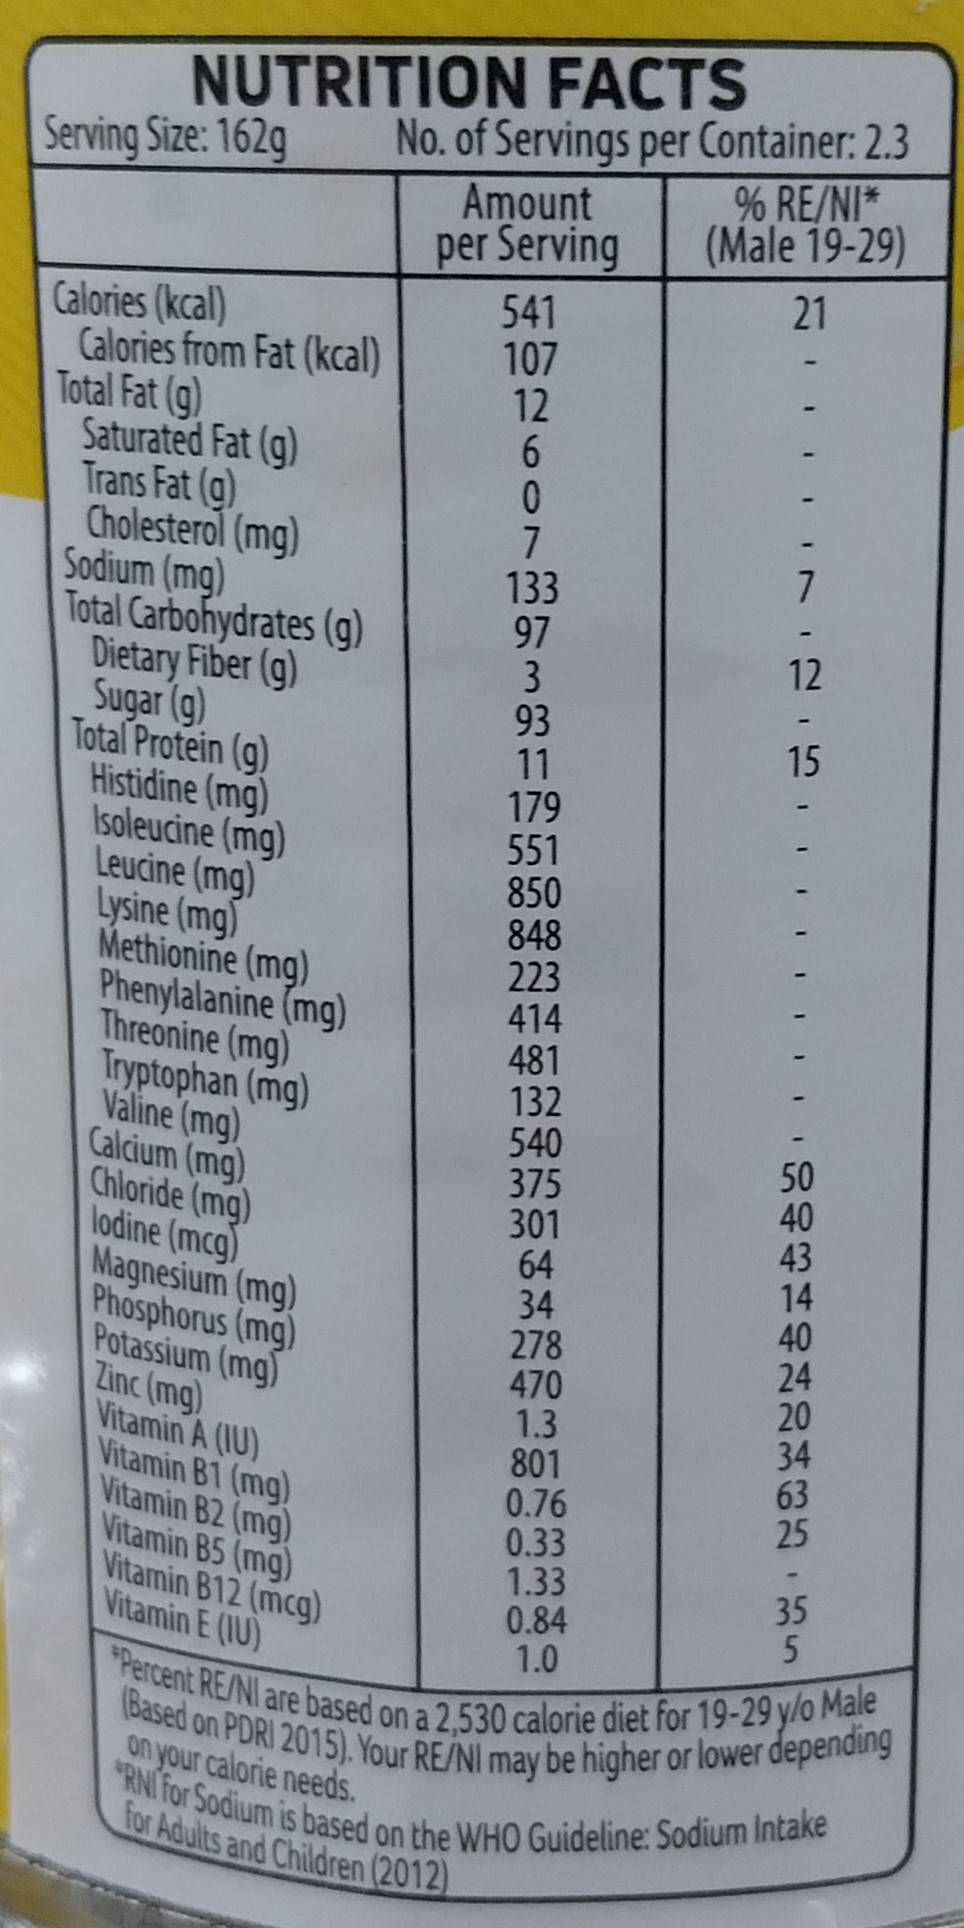 NUTRITION FACTS
Serving Size: 162g No. of Servings per Container: 2.3
Amount per Serving % RE/NI* (Male 19-29)
Calories (kcal) 541 21
Calories from Fat (kcal) 107 -
Total Fat (g) 12 -
Saturated Fat (g) 6 -
Trans Fat (g) 0 -
Cholesterol (mg) 7 -
Sodium (mg) 133 7
Total Carbohydrates (g) 97 -
Dietary Fiber (g) 3 12
Sugar (g) 93 -
Total Protein (g) 11 15
Histidine (mg) 179 -
Isoleucine (mg) 551 -
Leucine (mg) 850 -
Lysine (mg) 848 -
Methionine (mg) 223 -
Phenylalanine (mg) 414 -
Threonine (mg) 481 -
Tryptophan (mg) 132 -
Valine (mg) 540 -
Calcium (mg) 375 50
Chloride (mg) 301 40
Iodine (mcg) 64 43
Magnesium (mg) 34 14
Phosphorus (mg) 278 40
Potassium (mg) 470 24
Zinc (mg) 1.3 20
Vitamin A (IU) 801 34
Vitamin B1 (mg) 0.76 63
Vitamin B2 (mg) 0.33 25
Vitamin B5 (mg) 1.33 -
Vitamin B12 (mcg) 0.84 35
Vitamin E (IU) 1.0 5
*Percent RE/NI are based on a 2,530 calorie diet for 19-29 y/o Male
(Based on PDRI 2015). Your RE/NI may be higher or lower depending
on your calorie needs.
*RNI for Sodium is based on the WHO Guideline: Sodium Intake
for Adults and Children (2012)